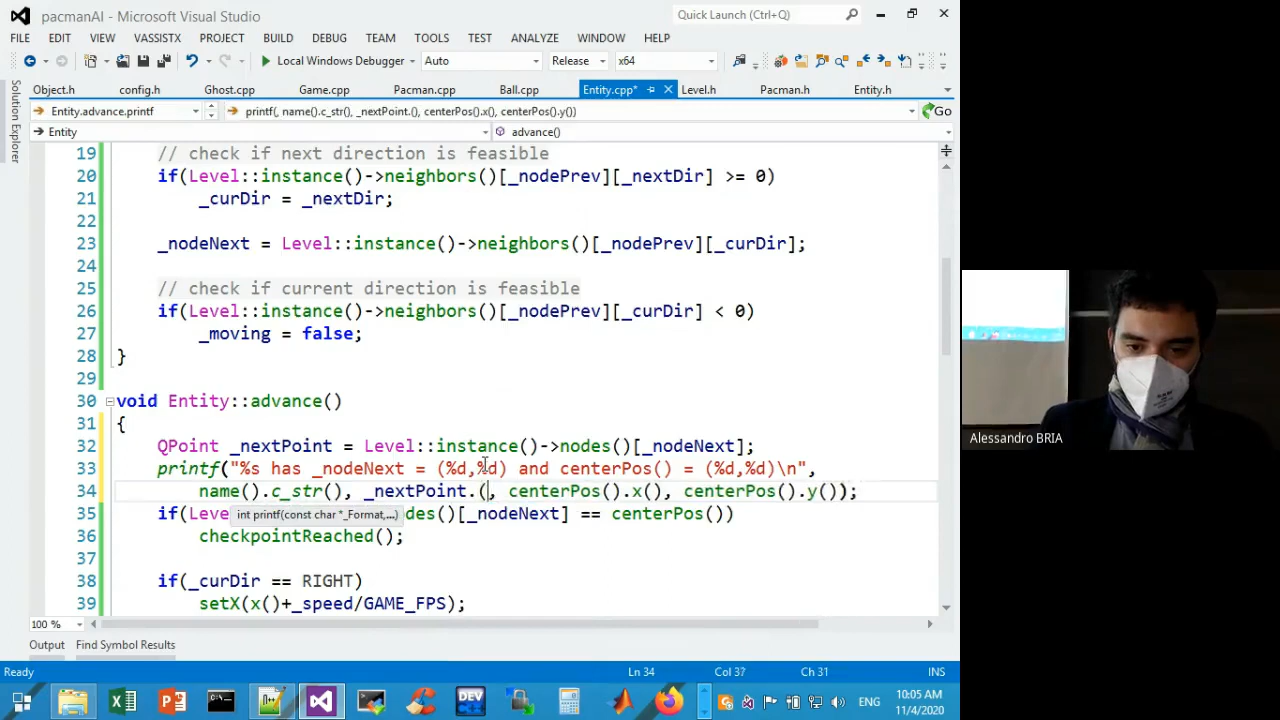 pacmanAI - Microsoft Visual Studio
Quick Launch (Ctrl+Q)
FILE EDIT VIEW VASSISTX PROJECT BUILD DEBUG TEAM TOOLS TEST ANALYZE WINDOW HELP
Local Windows Debugger Auto Release x64
Solution Explorer
Object.h config.h Ghost.cpp Game.cpp Pacman.cpp Ball.cpp Entity.cpp* Level.h Pacman.h Entity.h
Entity.advance.printf printf(, name().c_str(), _nextPoint.(), centerPos().x(), centerPos().y()) Go
Entity advance()
19 // check if next direction is feasible
20 if(Level::instance()->neighbors()[_nodePrev][_nextDir] >= 0)
21 _curDir = _nextDir;
22
23 _nodeNext = Level::instance()->neighbors()[_nodePrev][_curDir];
24
25 // check if current direction is feasible
26 if(Level::instance()->neighbors()[_nodePrev][_curDir] < 0)
27 _moving = false;
28 }
29
30 void Entity::advance()
31 {
32 QPoint _nextPoint = Level::instance()->nodes()[_nodeNext];
33 printf("%s has _nodeNext = (%d,%d) and centerPos() = (%d,%d)\n",
34 name().c_str(), _nextPoint.(, centerPos().x(), centerPos().y());
int printf(const char *_Format,...)
35 if(Leve des()[_nodeNext] == centerPos())
36 checkpointReached();
37
38 if(_curDir == RIGHT)
39 setX(x()+_speed/GAME_FPS);
100 %
Output Find Symbol Results
Ready Ln 34 Col 37 Ch 31 INS
ENG 10:05 AM
11/4/2020
Alessandro BRIA